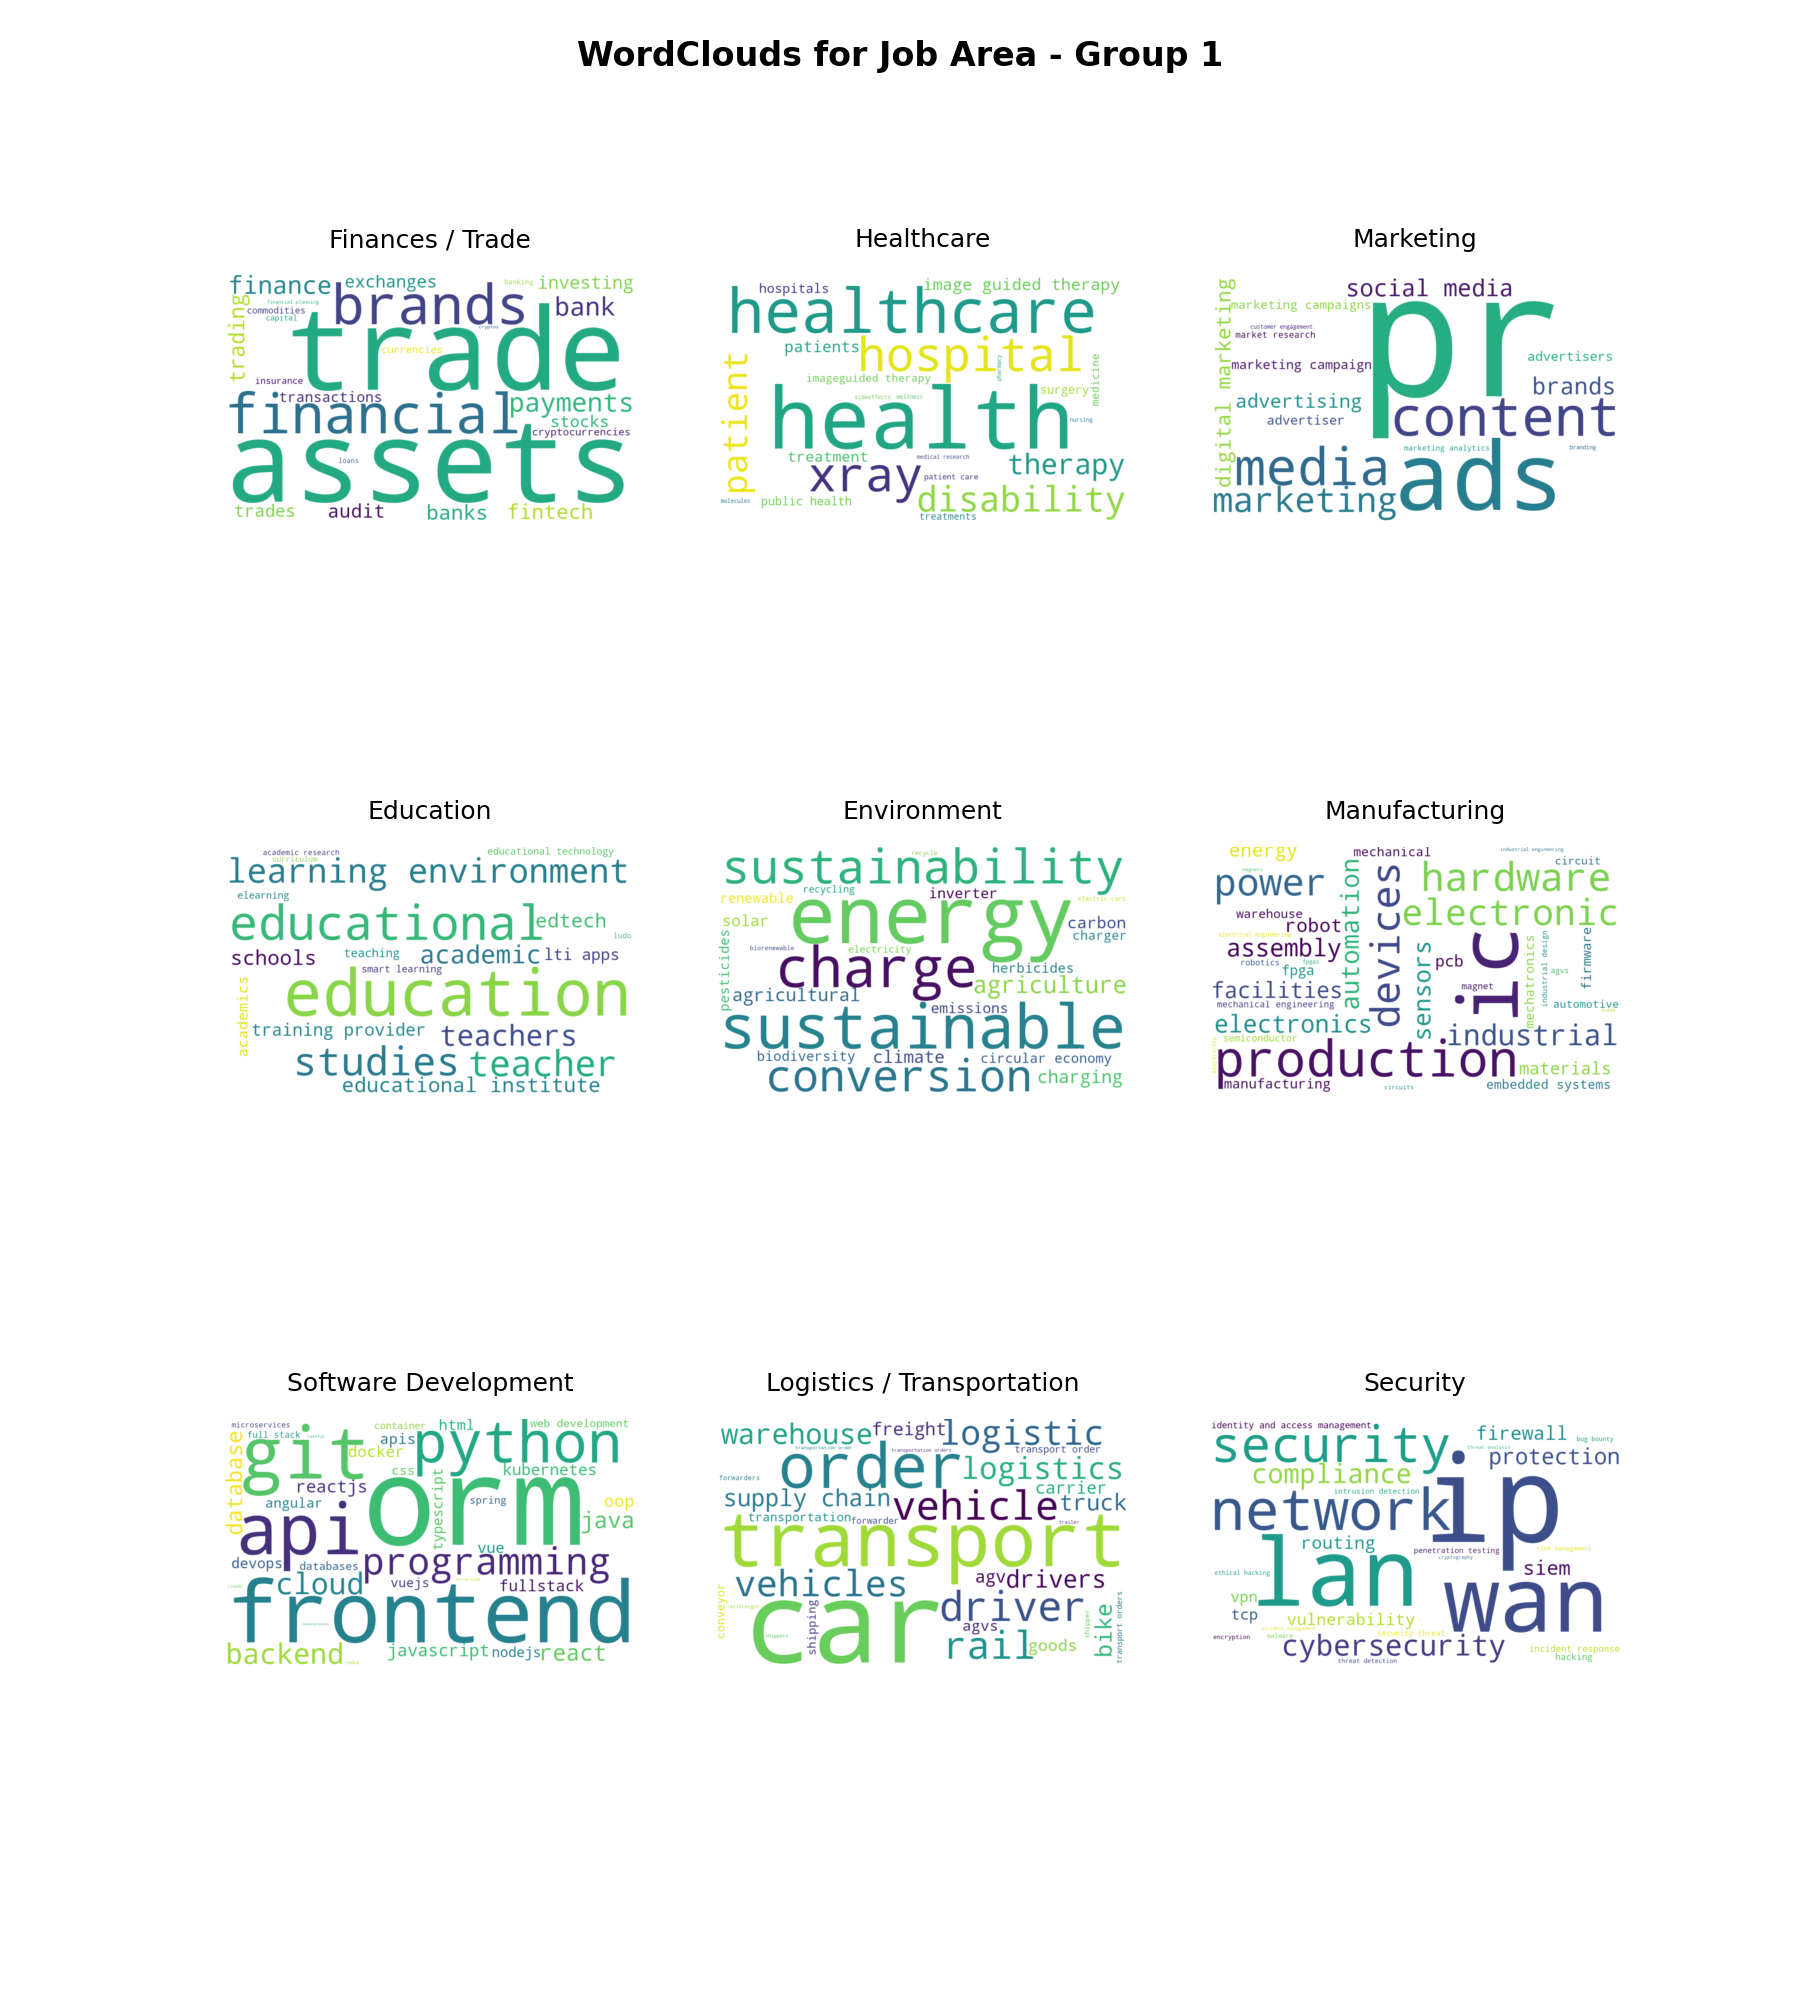 WordClouds for Job Area - Group 1
Finances / Trade
finance
exchanges
banking
investing
financial planning
commodities
capital
brands
bank
trading
trade
cryptos
currencies
insurance
transactions
financial
payments
stocks
cryptocurrencies
assets
loans
trades
audit
banks
fintech
Healthcare
hospitals
image guided therapy
healthcare
patients
hospital
pharmacy
medicine
patient
imageguided therapy
surgery
sideeffects
wellness
health
nursing
treatment
medical research
therapy
xray
patient care
molecules
public health
disability
treatments
Marketing
digital marketing
social media
marketing campaigns
customer engagement
market research
pr
advertisers
marketing campaign
brands
advertising
content
advertiser
marketing analytics
branding
media
ads
marketing
Education
academic research
curriculum
educational technology
learning environment
elearning
educational
edtech
ludo
schools
teaching
academic
lti apps
smart learning
education
academics
training provider
teachers
studies
teacher
educational institute
Environment
recycle
sustainability
recycling
inverter
renewable
electric cars
energy
solar
carbon
charger
pesticides
biorenewable
electricity
charge
herbicides
agriculture
agricultural
emissions
sustainable
biodiversity
climate
circular economy
conversion
charging
Manufacturing
energy
mechanical
industrial engineering
circuit
magnets
power
automation
devices
hardware
warehouse
robot
electronic
electrical engineering
assembly
robotics
fpgas
fpga
sensors
pcb
ic
mechatronics
industrial design
agvs
firmware
facilities
magnet
mechanical engineering
automotive
electronics
semiconductor
industrial
electricity
production
materials
manufacturing
circuits
embedded systems
Software Development
microservices
full stack
restful
container
html
web development
git
apis
python
database
docker
css
kubernetes
reactjs
typescript
orm
spring
oop
angular
java
api
vue
devops
databases
programming
cloud
vuejs
fullstack
frontend
backend
javascript
nodejs
react
redux
Logistics / Transportation
warehouse
freight
logistic
transportation order
transportation orders
transport order
order
logistics
forwarders
carrier
supply chain
vehicle
truck
transportation
forwarder
trailer
transport
vehicles
agv
drivers
conveyor
railfreight
car
driver
shipping
agvs
shippers
rail
goods
shipper
bike
transport orders
Security
identity and access management
firewall
bug bounty
security
threat analysis
protection
compliance
ip
intrusion detection
network
routing
penetration testing
cryptography
risk management
lan
siem
ethical hacking
wan
vpn
tcp
vulnerability
incident management
security threat
encryption
malware
cybersecurity
incident response
hacking
threat detection